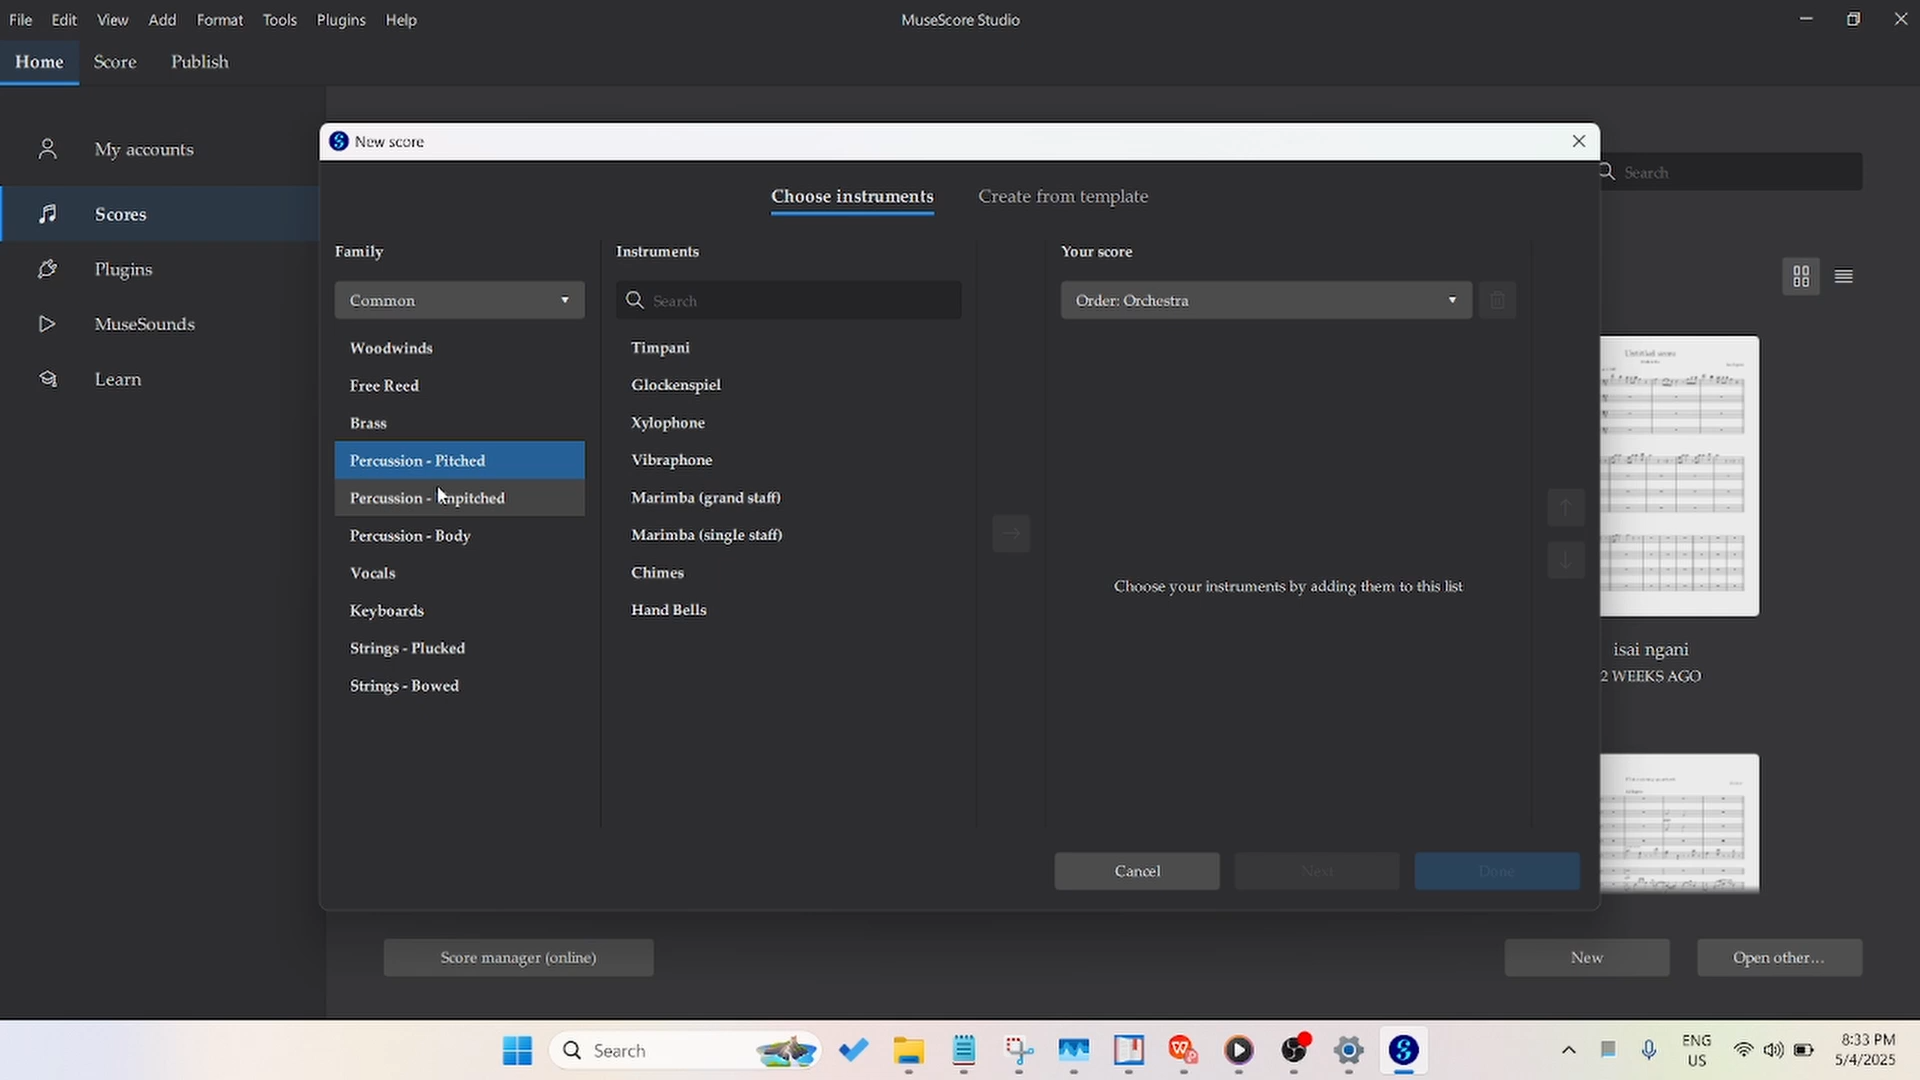 File Edit View Add Format Tools Plugins Help
MuseScore Studio
Home Score Publish
My accounts
Scores
Plugins
MuseSounds
Learn
New score
Choose instruments Create from template
Family
Common
Woodwinds
Free Reed
Brass
Percussion - Pitched
Percussion - Unpitched
Percussion - Body
Vocals
Keyboards
Strings - Plucked
Strings - Bowed
Instruments
Search
Timpani
Glockenspiel
Xylophone
Vibraphone
Marimba (grand staff)
Marimba (single staff)
Chimes
Hand Bells
Your score
Order: Orchestra
Choose your instruments by adding them to this list
Cancel Next Done
Search
Untitled score
isai ngani
2 WEEKS AGO
Score manager (online)
New Open other...
Search
ENG
US
8:33 PM
5/4/2025